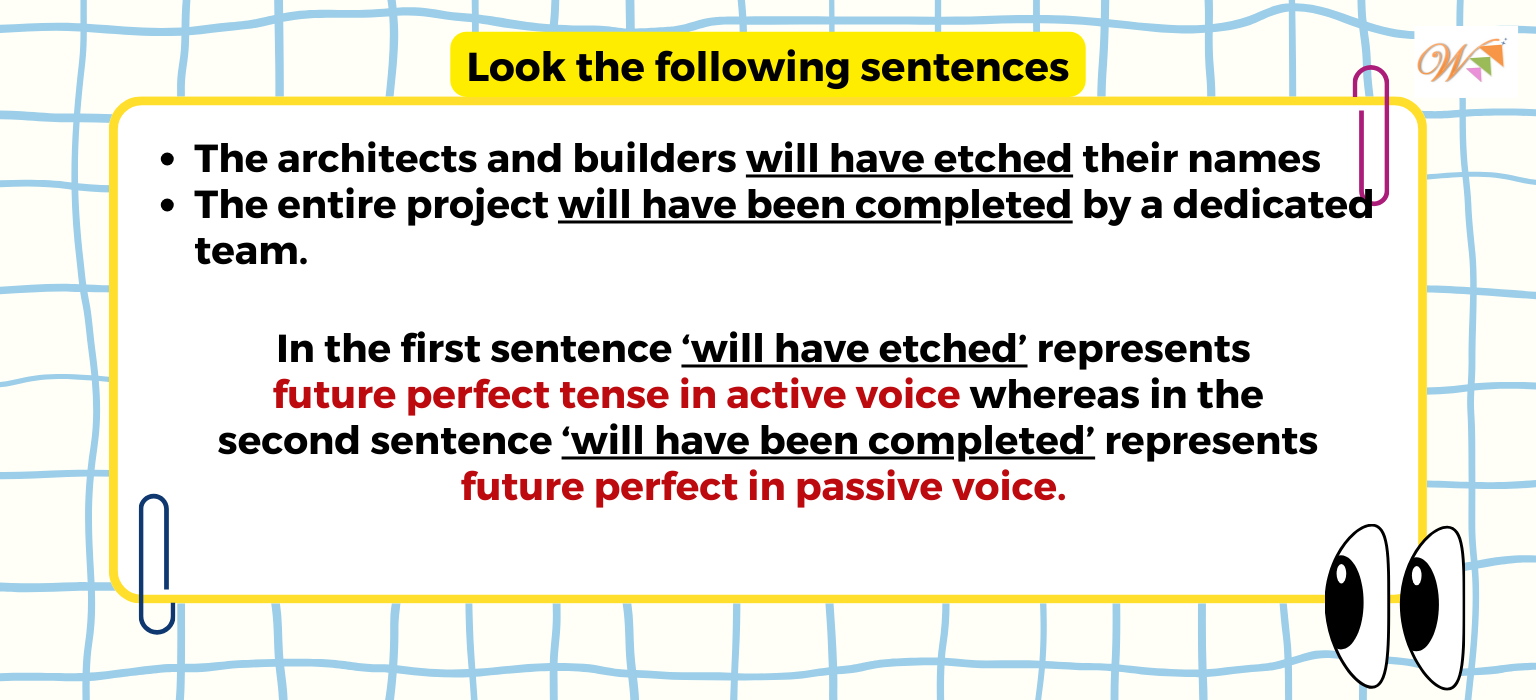 Look the following sentences
W
• The architects and builders will have etched their names
• The entire project will have been completed by a dedicated
team.
In the first sentence ‘will have etched’ represents
future perfect tense in active voice whereas in the
second sentence ‘will have been completed’ represents
future perfect in passive voice.